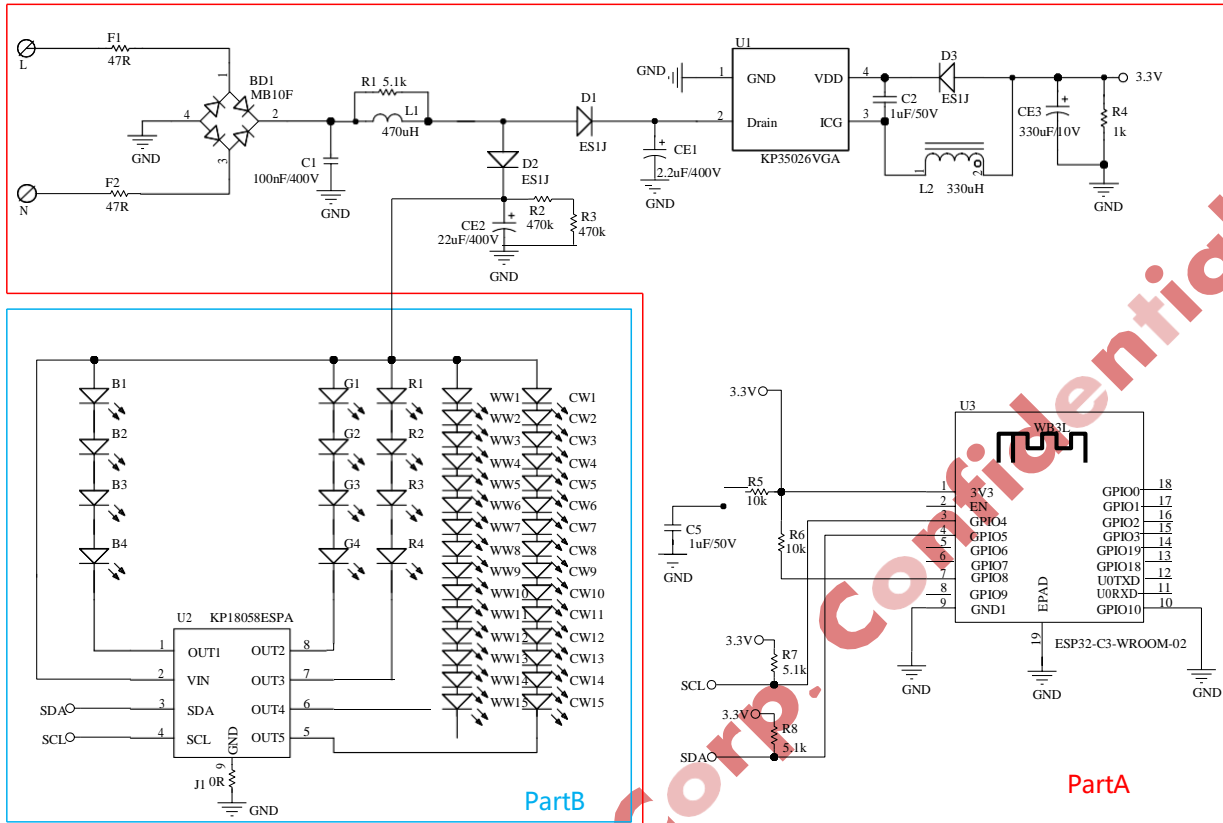 F1
47R
L
BD1
MB10F
1
2
3
4
GND
F2
47R
N
R1 5.1k
L1
470uH
C1
100nF/400V
GND
D1
ES1J
D2
ES1J
CE1
2.2uF/400V
GND
R2
470k
R3
470k
CE2
22uF/400V
GND
U1
GND
1
GND
VDD
4
2
Drain
ICG
3
KP35026VGA
D3
ES1J
C2
1uF/50V
1
2
L2 330uH
CE3
330uF/10V
R4
1k
3.3V
GND
B1
B2
B3
B4
G1
G2
G3
G4
R1
R2
R3
R4
WW1
WW2
WW3
WW4
WW5
WW6
WW7
WW8
WW9
WW10
WW11
WW12
WW13
WW14
WW15
CW1
CW2
CW3
CW4
CW5
CW6
CW7
CW8
CW9
CW10
CW11
CW12
CW13
CW14
CW15
U2 KP18058ESPA
1 OUT1
2 VIN
SDA 3 SDA
SCL 4 SCL
OUT2 8
OUT3 7
OUT4 6
OUT5 5
GND
9
J1 0R
GND
PartB
3.3V
R5
10k
C5
1uF/50V
GND
R6
10k
U3
WB3L
1 3V3
2 EN
3 GPIO4
4 GPIO5
5 GPIO6
6 GPIO7
7 GPIO8
8 GPIO9
9 GND1
GPIO0 18
GPIO1 17
GPIO2 16
GPIO3 15
GPIO19 14
GPIO18 13
U0TXD 12
U0RXD 11
GPIO10 10
EPAD
19
ESP32-C3-WROOM-02
GND
GND
GND
3.3V
R7
5.1k
SCL
3.3V
R8
5.1k
SDA
PartA
Corp. Confidential